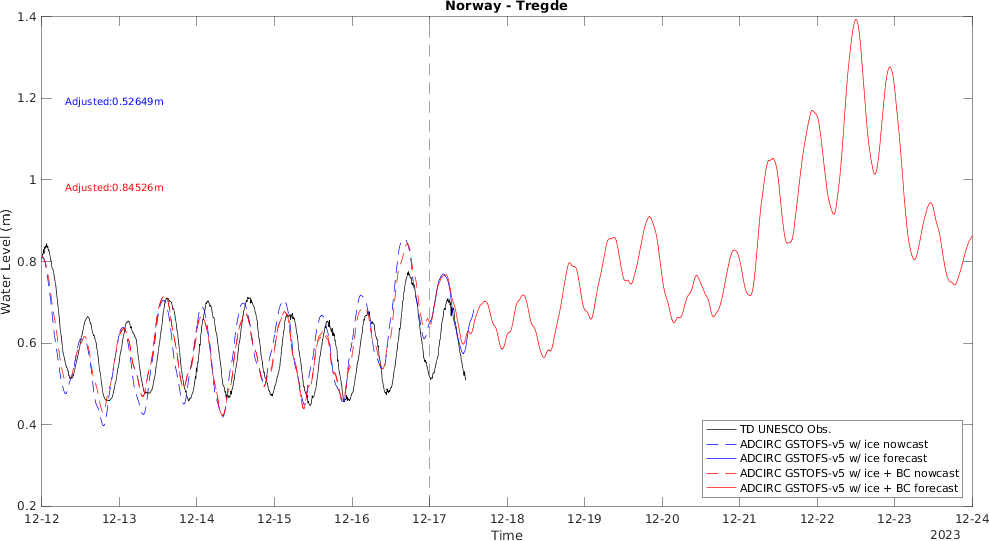 Norway - Tregde
1.4
1.2
1
0.8
0.6
0.4
0.2
Water Level (m)
Adjusted:0.52649m
Adjusted:0.84526m
TD UNESCO Obs.
ADCIRC GSTOFS-v5 w/ ice nowcast
ADCIRC GSTOFS-v5 w/ ice forecast
ADCIRC GSTOFS-v5 w/ ice + BC nowcast
ADCIRC GSTOFS-v5 w/ ice + BC forecast
12-12 12-13 12-14 12-15 12-16 12-17 12-18 12-19 12-20 12-21 12-22 12-23 12-24
Time
2023